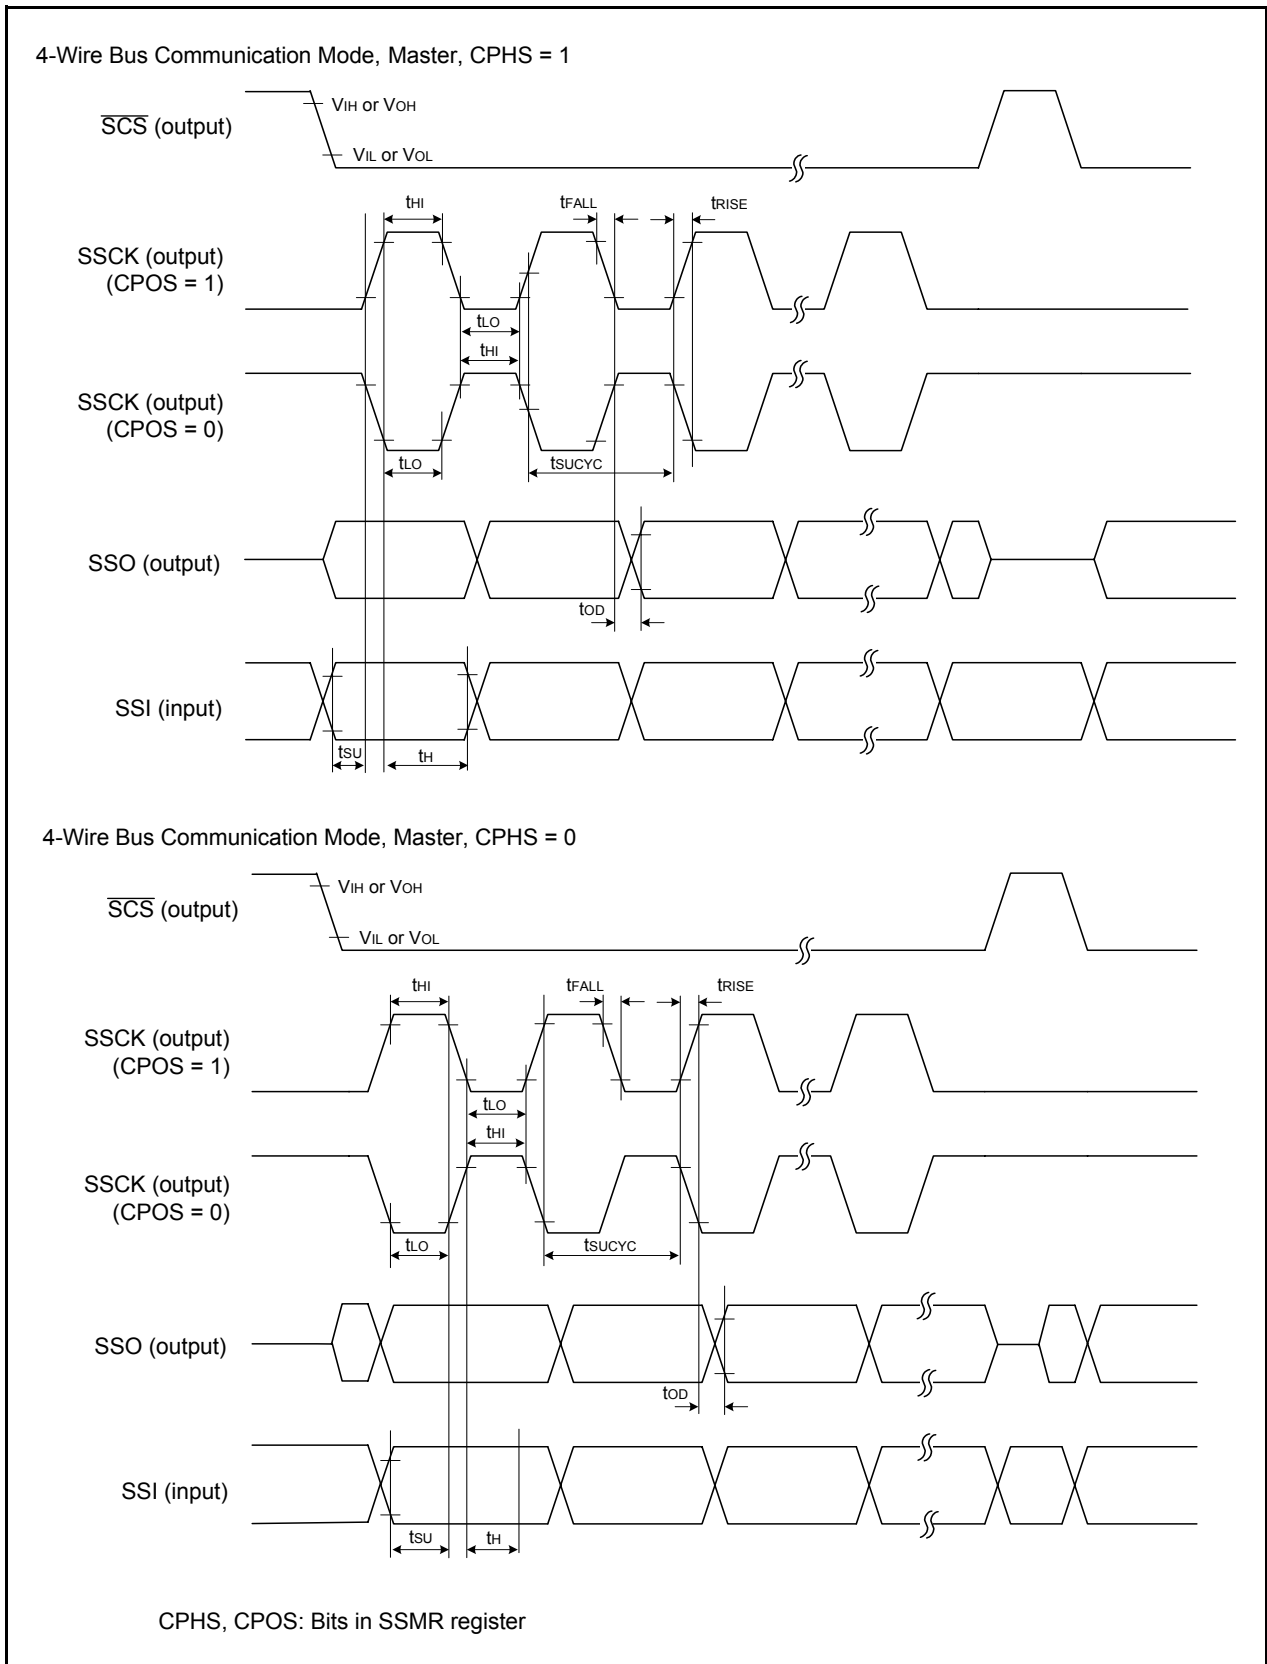 4-Wire Bus Communication Mode, Master, CPHS = 1
VIH or VOH
SCS (output)
VIL or VOL
tHI
tFALL
tRISE
SSCK (output)
(CPOS = 1)
tLO
tHI
SSCK (output)
(CPOS = 0)
tLO
tSUCYC
SSO (output)
tOD
SSI (input)
tSU
tH
4-Wire Bus Communication Mode, Master, CPHS = 0
VIH or VOH
SCS (output)
VIL or VOL
tHI
tFALL
tRISE
SSCK (output)
(CPOS = 1)
tLO
tHI
SSCK (output)
(CPOS = 0)
tLO
tSUCYC
SSO (output)
tOD
SSI (input)
tSU
tH
CPHS, CPOS: Bits in SSMR register